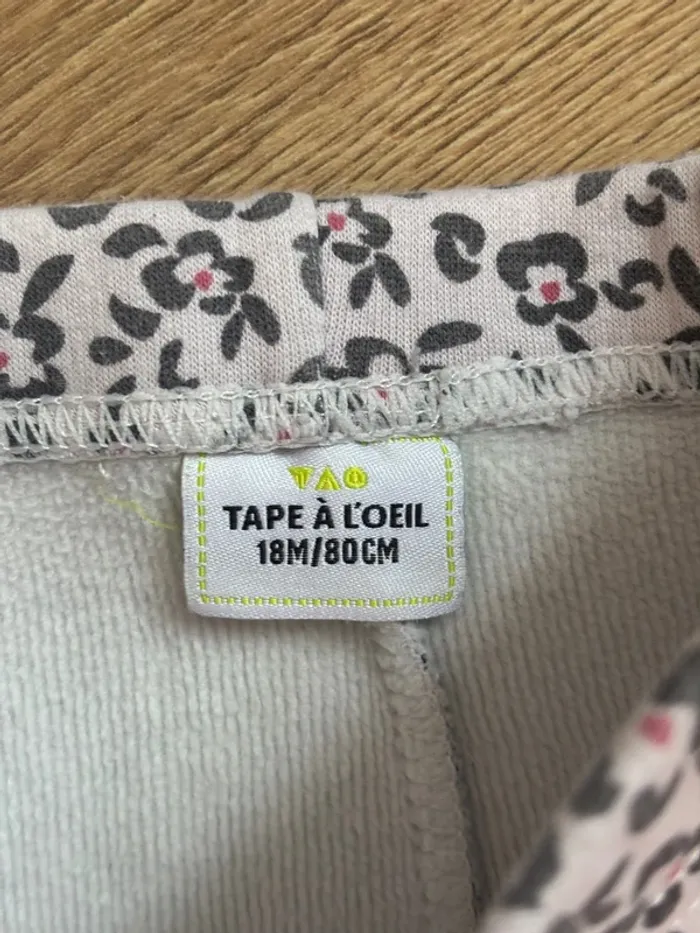 TAO
TAPE À L'OEIL
18M/80CM